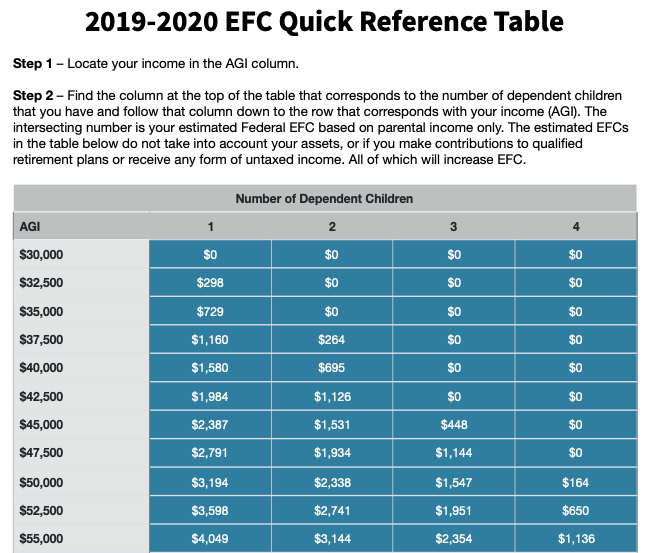 2019-2020 EFC Quick Reference Table
Step 1 – Locate your income in the AGI column.
Step 2 – Find the column at the top of the table that corresponds to the number of dependent children
that you have and follow that column down to the row that corresponds with your income (AGI). The
intersecting number is your estimated Federal EFC based on parental income only. The estimated EFCs
in the table below do not take into account your assets, or if you make contributions to qualified
retirement plans or receive any form of untaxed income. All of which will increase EFC.
Number of Dependent Children
AGI 1 2 3 4
$30,000 $0 $0 $0 $0
$32,500 $298 $0 $0 $0
$35,000 $729 $0 $0 $0
$37,500 $1,160 $264 $0 $0
$40,000 $1,580 $695 $0 $0
$42,500 $1,984 $1,126 $0 $0
$45,000 $2,387 $1,531 $448 $0
$47,500 $2,791 $1,934 $1,144 $0
$50,000 $3,194 $2,338 $1,547 $164
$52,500 $3,598 $2,741 $1,951 $650
$55,000 $4,049 $3,144 $2,354 $1,136